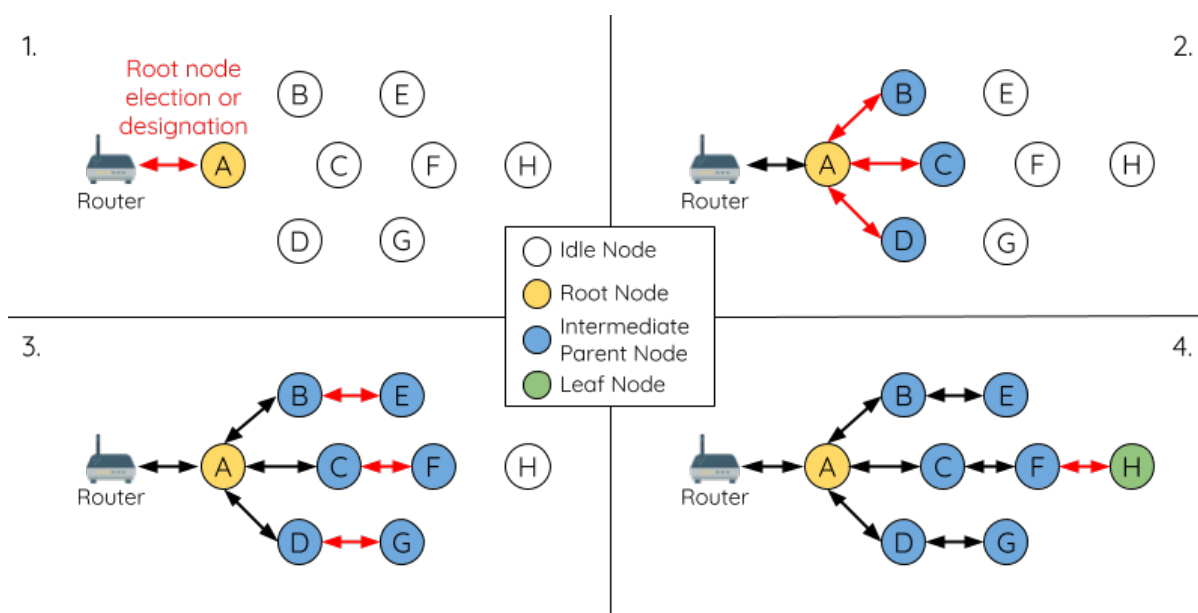 1.
Root node
election or
designation
Router
A
B
E
C
F
H
D
G
2.
Router
A
B
E
C
F
H
D
G
Idle Node
Root Node
Intermediate
Parent Node
Leaf Node
3.
Router
A
B
E
C
F
H
D
G
4.
Router
A
B
E
C
F
H
D
G